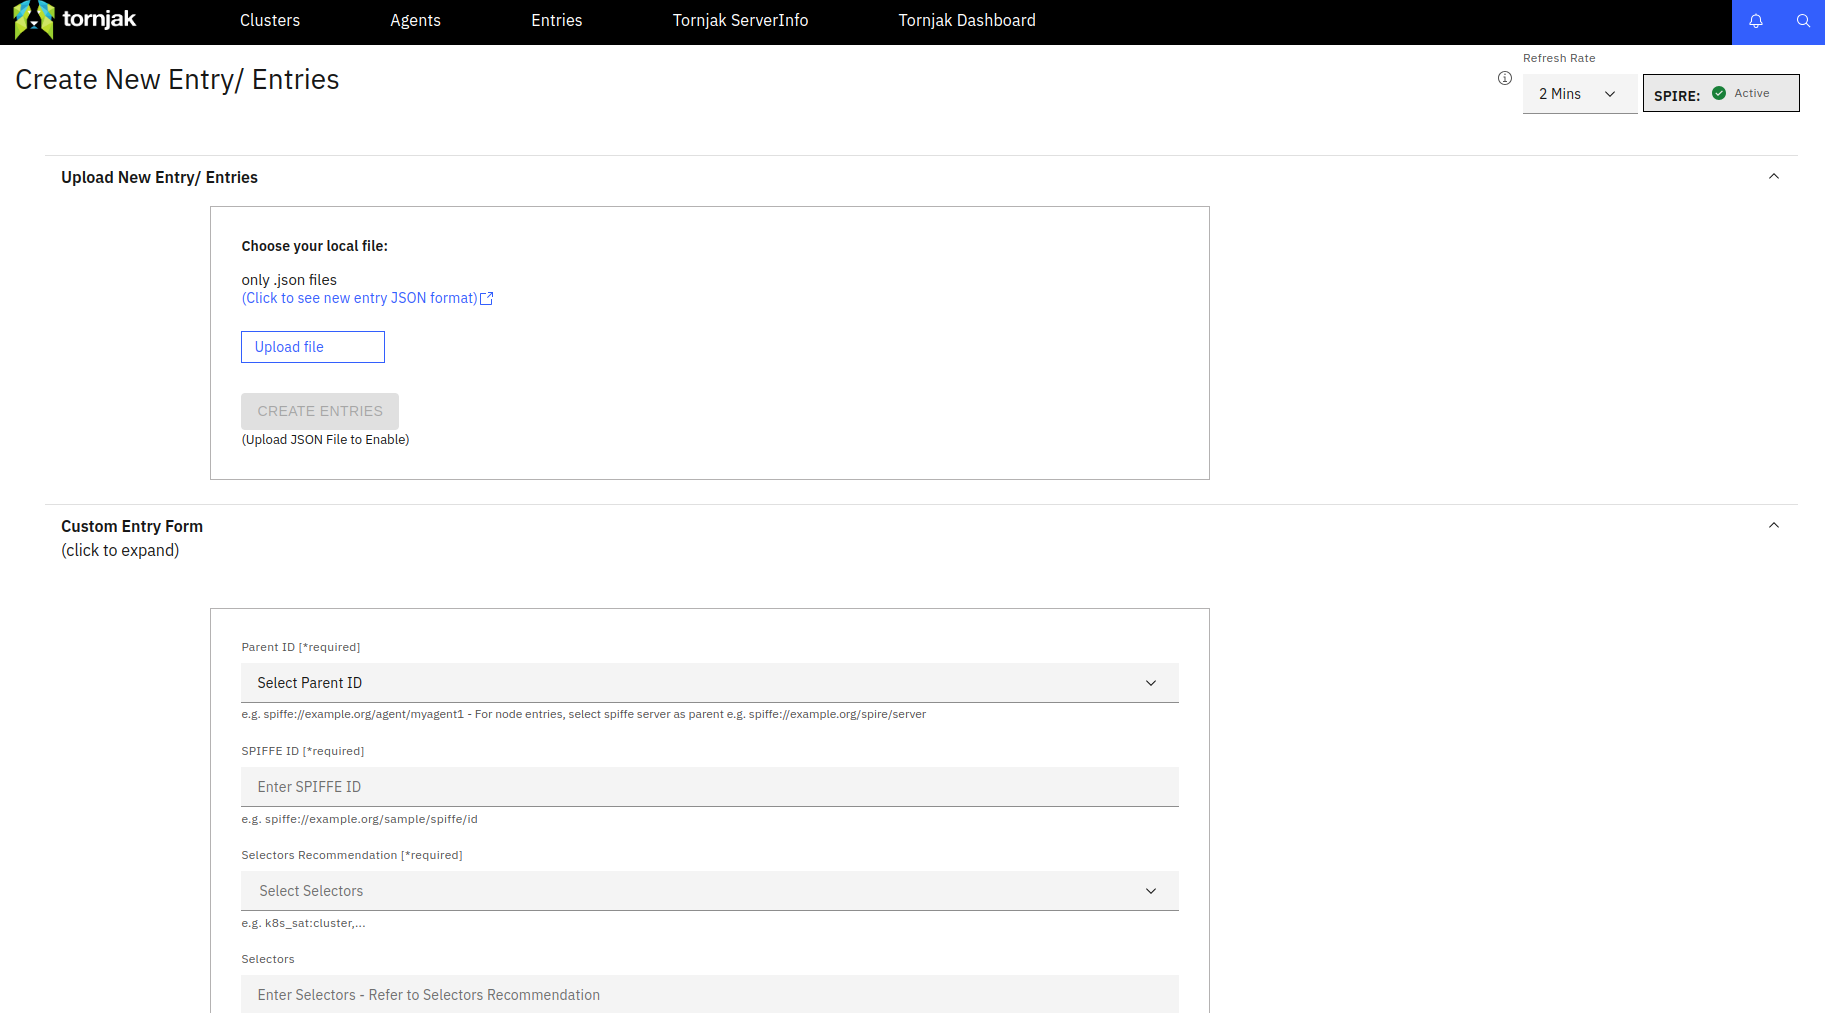 tornjak
Clusters
Agents
Entries
Tornjak ServerInfo
Tornjak Dashboard
Create New Entry/ Entries
Refresh Rate
2 Mins
SPIRE:
Active
Upload New Entry/ Entries
Choose your local file:
only .json files
(Click to see new entry JSON format)
Upload file
CREATE ENTRIES
(Upload JSON File to Enable)
Custom Entry Form
(click to expand)
Parent ID [*required]
Select Parent ID
e.g. spiffe://example.org/agent/myagent1 - For node entries, select spiffe server as parent e.g. spiffe://example.org/spire/server
SPIFFE ID [*required]
Enter SPIFFE ID
e.g. spiffe://example.org/sample/spiffe/id
Selectors Recommendation [*required]
Select Selectors
e.g. k8s_sat:cluster,...
Selectors
Enter Selectors - Refer to Selectors Recommendation